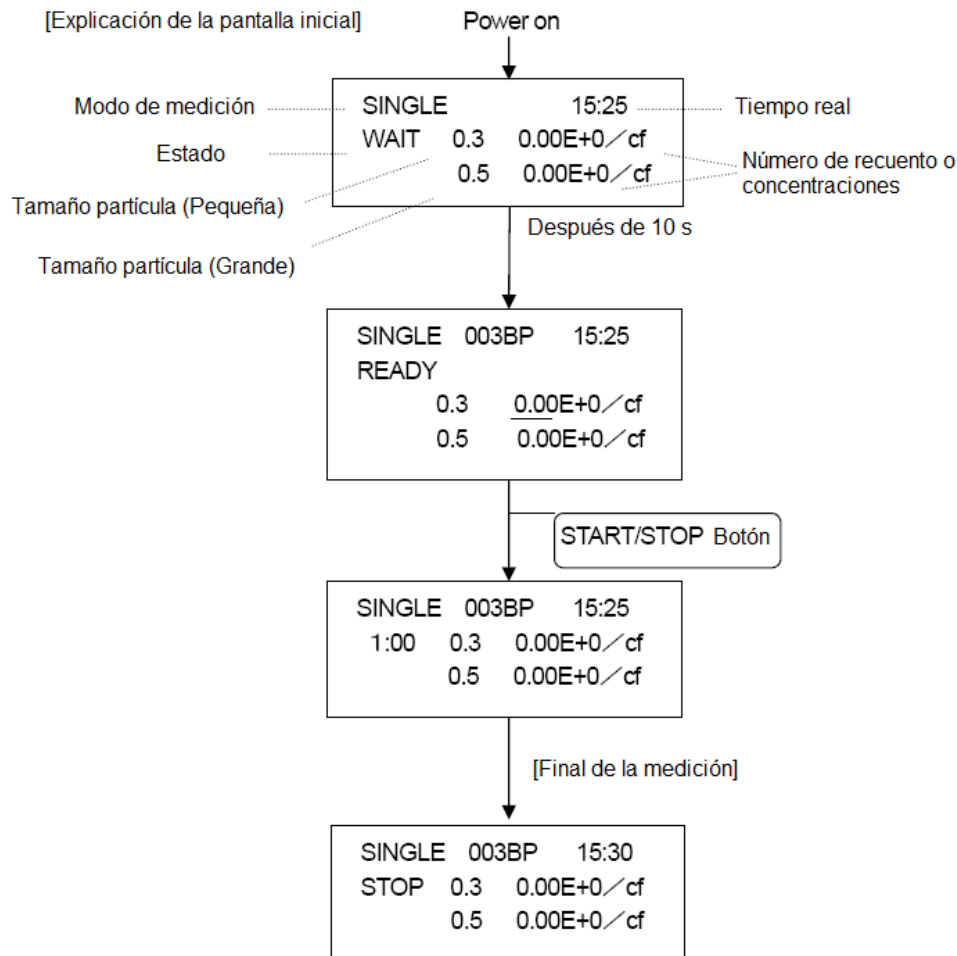 [Explicación de la pantalla inicial]
Power on
Modo de medición
SINGLE 15:25
Tiempo real
Estado
WAIT 0.3 0.00E+0/cf
0.5 0.00E+0/cf
Número de recuento o
concentraciones
Tamaño partícula (Pequeña)
Tamaño partícula (Grande)
Después de 10 s
SINGLE 003BP 15:25
READY
0.3 0.00E+0/cf
0.5 0.00E+0/cf
START/STOP Botón
SINGLE 003BP 15:25
1:00 0.3 0.00E+0/cf
0.5 0.00E+0/cf
[Final de la medición]
SINGLE 003BP 15:30
STOP 0.3 0.00E+0/cf
0.5 0.00E+0/cf